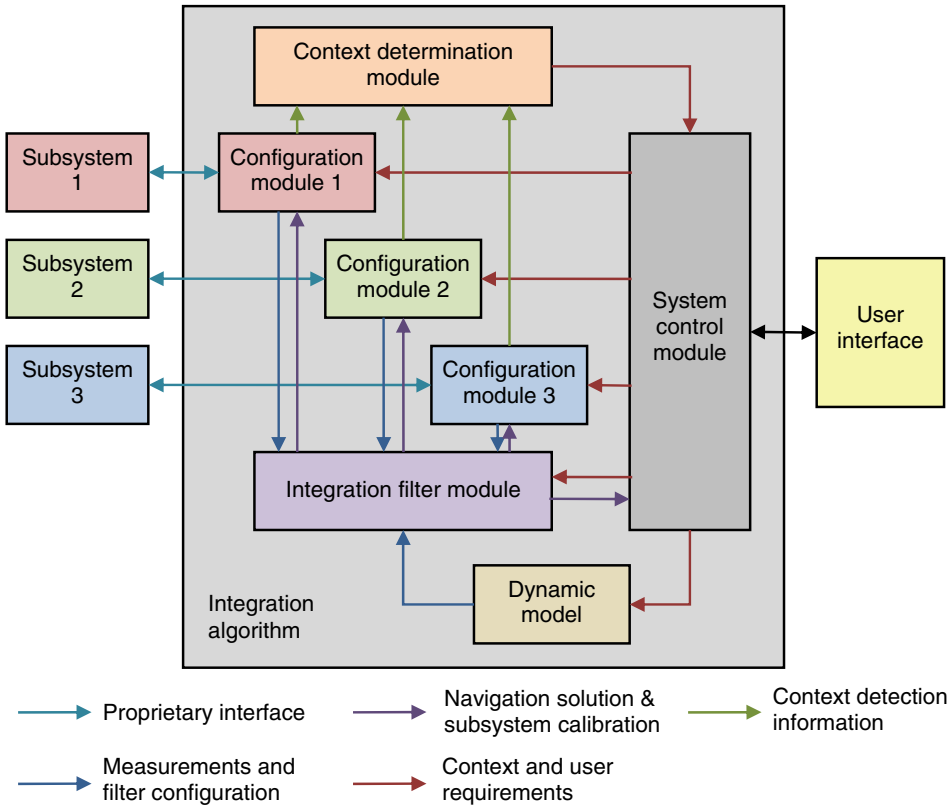 Context determination
module
Subsystem
1
Configuration
module 1
Subsystem
2
Configuration
module 2
Subsystem
3
Configuration
module 3
System
control
module
User
interface
Integration filter module
Dynamic
model
Integration
algorithm
Proprietary interface
Navigation solution &
subsystem calibration
Context detection
information
Measurements and
filter configuration
Context and user
requirements